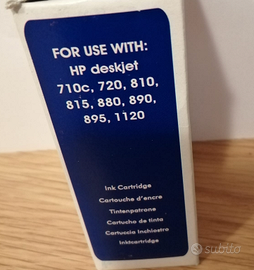 FOR USE WITH:
HP deskjet
710c, 720, 810,
815, 880, 890,
895, 1120
Ink Cartridge
Cartouche d'encre
Tintenpatrone
Cartucho de tinta
Cartuccia inchiostro
Inktcartridge
subito